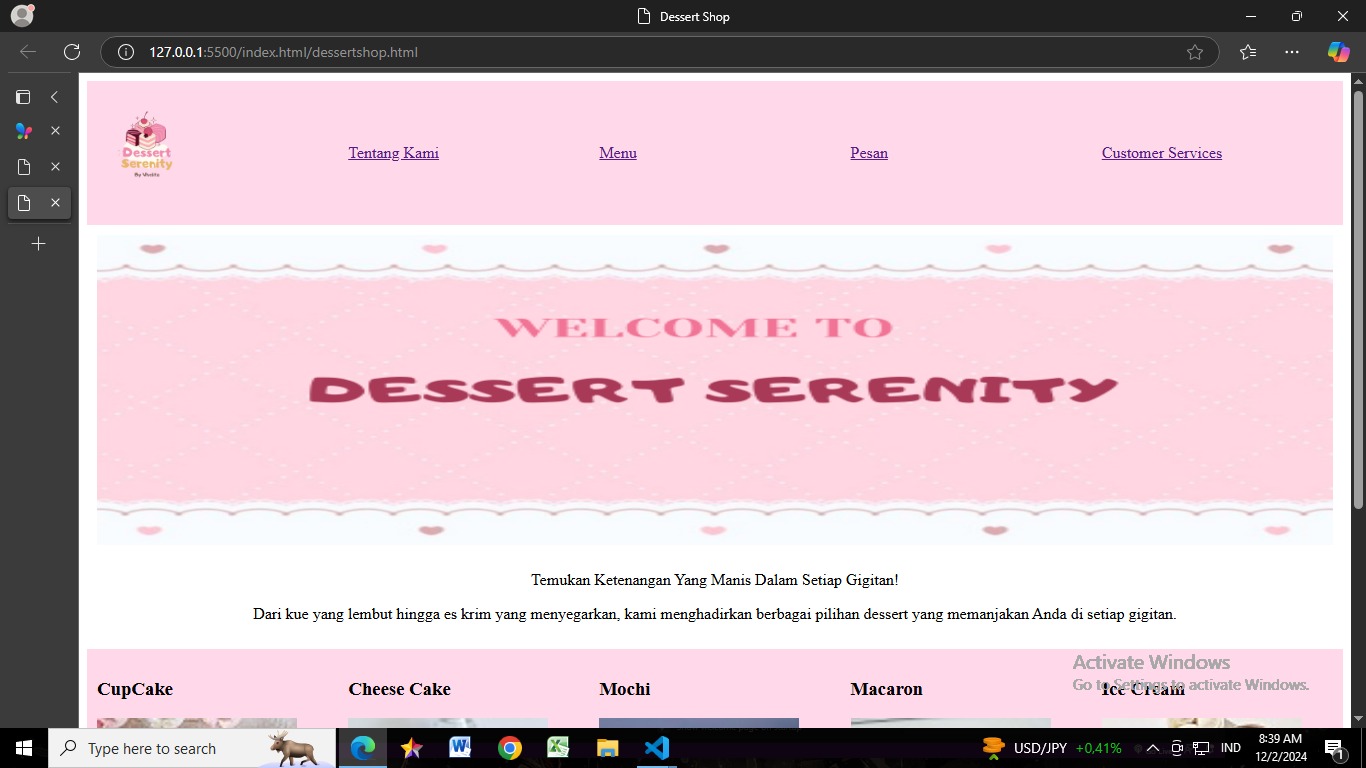 Dessert Shop
127.0.0.1:5500/index.html/dessertshop.html
Dessert
Serenity
Tentang Kami
Menu
Pesan
Customer Services
WELCOME TO
DESSERT SERENITY
Temukan Ketenangan Yang Manis Dalam Setiap Gigitan!
Dari kue yang lembut hingga es krim yang menyegarkan, kami menghadirkan berbagai pilihan dessert yang memanjakan Anda di setiap gigitan.
Activate Windows
Go to Settings to activate Windows.
CupCake
Cheese Cake
Mochi
Macaron
Ice Cream
Type here to search
USD/JPY +0,41%
IND
8:39 AM
12/2/2024
1